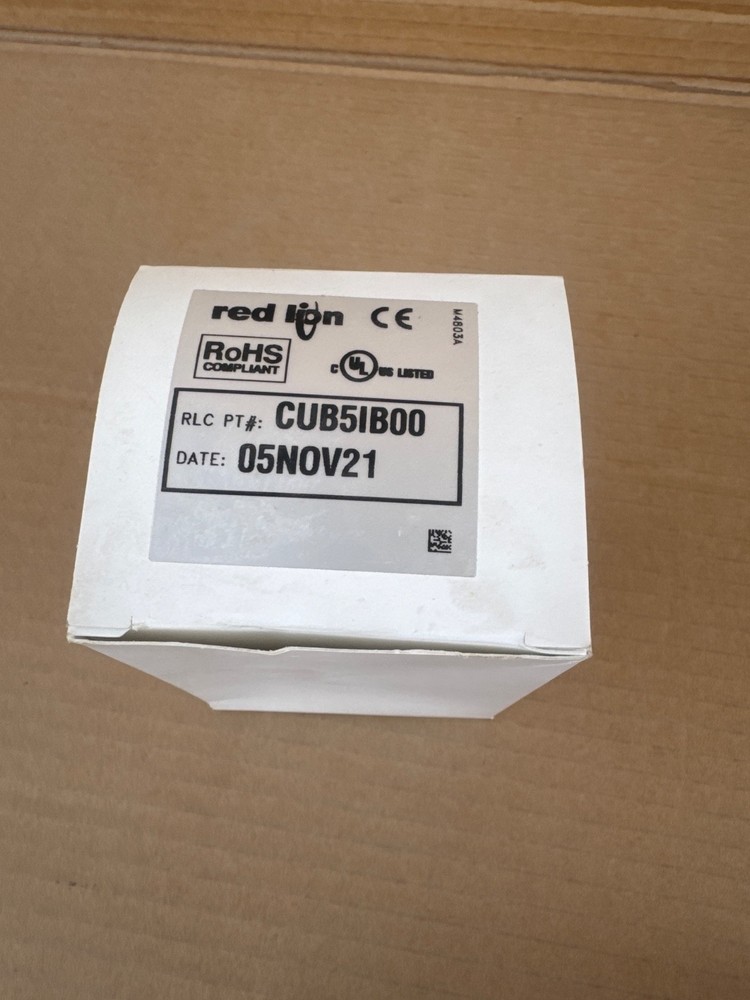 red lion CE
M4803A
RoHS
COMPLIANT
C UL US LISTED
RLC PT#: CUB5IB00
DATE: 05NOV21